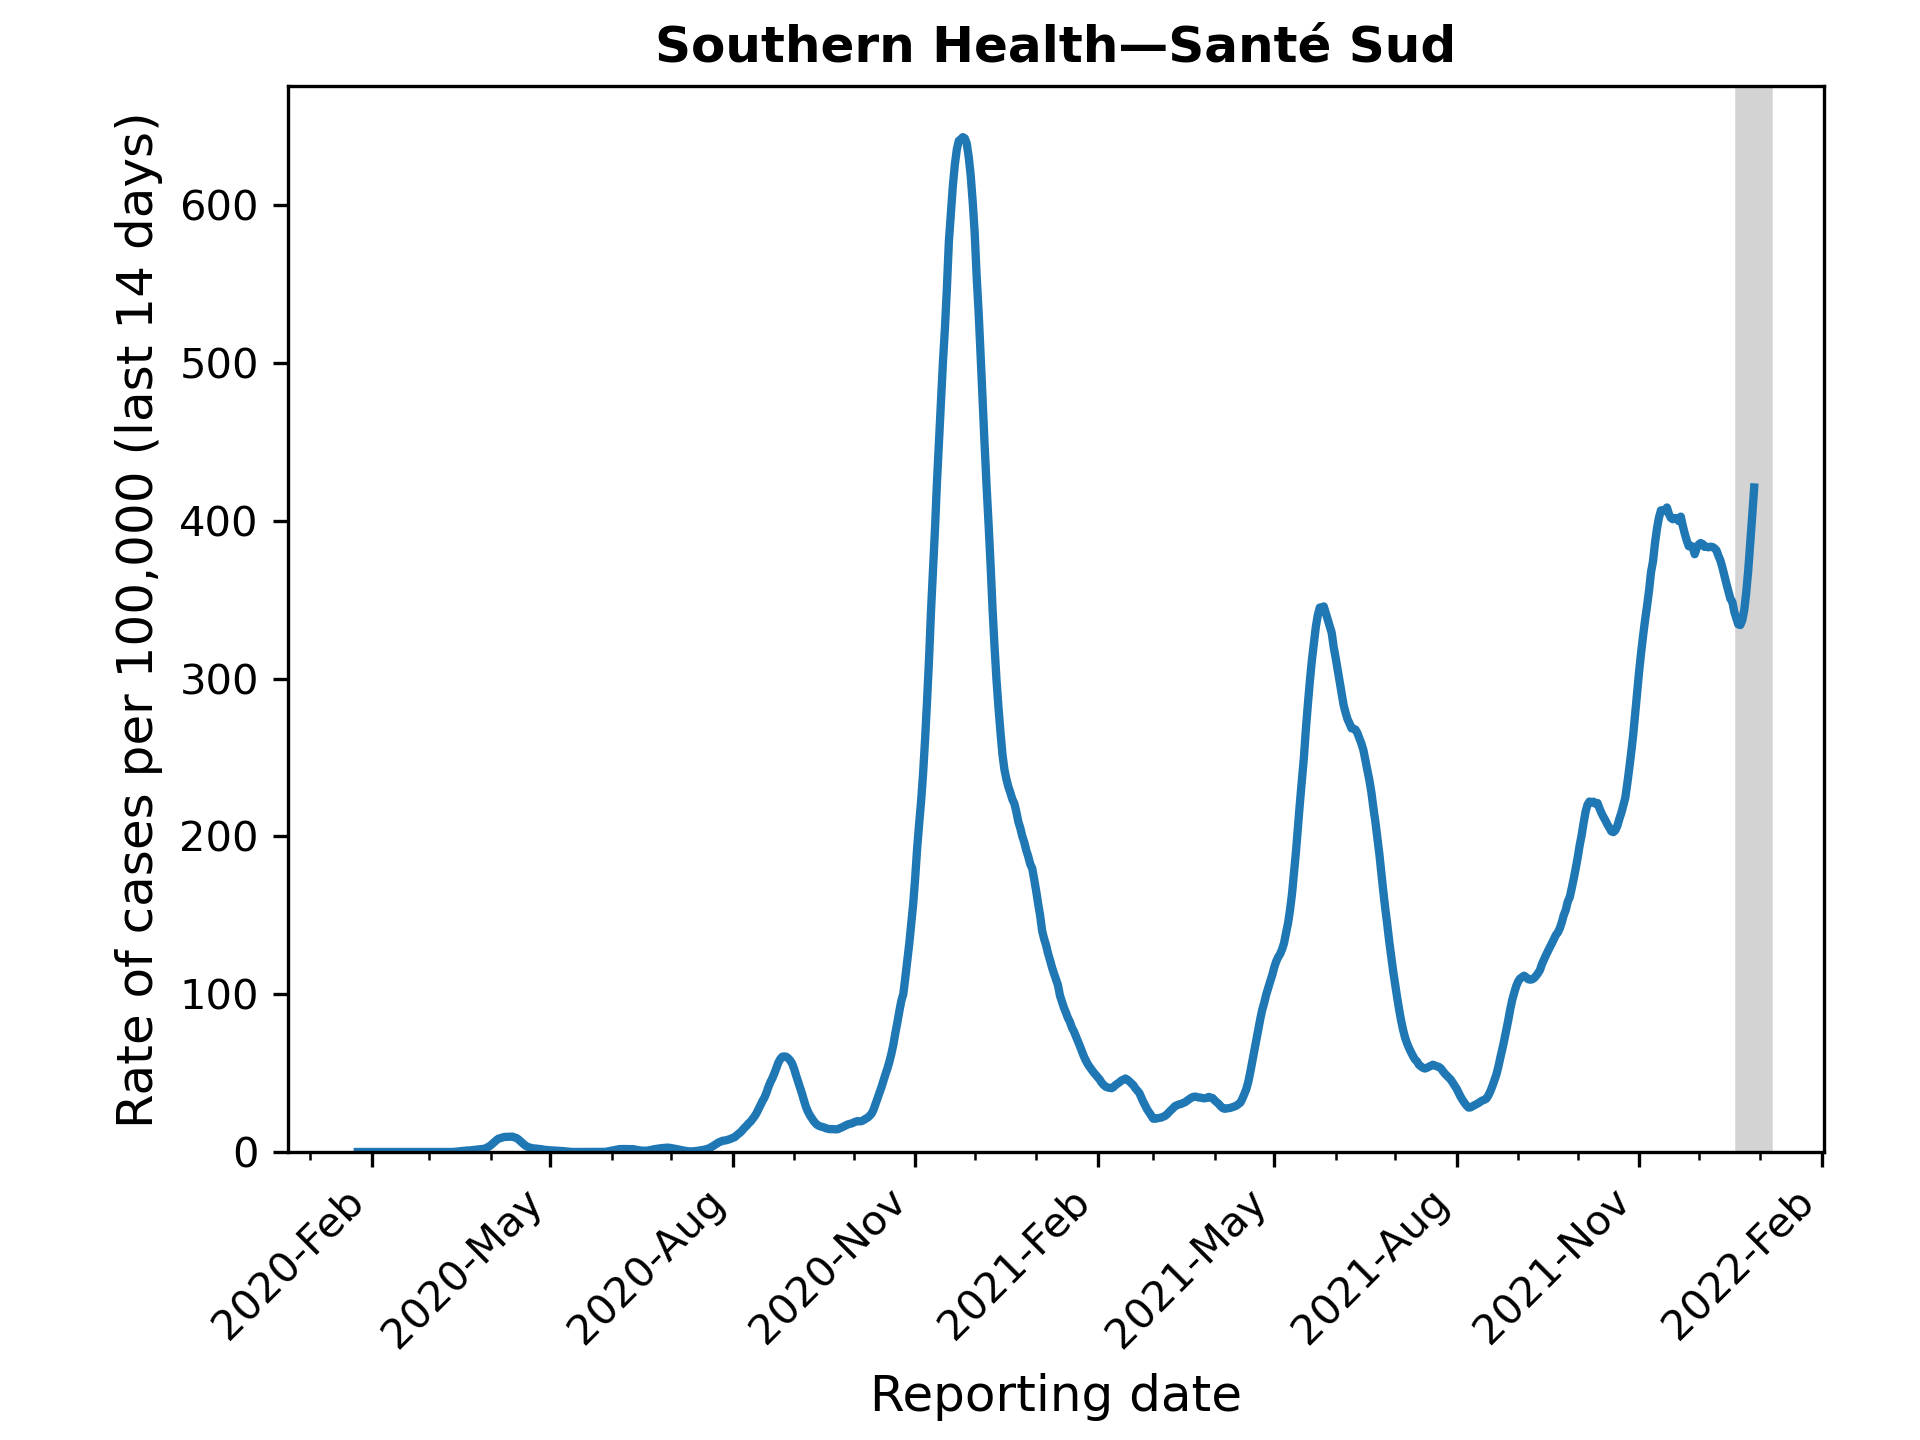 Southern Health—Santé Sud
Rate of cases per 100,000 (last 14 days)
600
500
400
300
200
100
0
2020-Feb
2020-May
2020-Aug
2020-Nov
2021-Feb
2021-May
2021-Aug
2021-Nov
2022-Feb
Reporting date